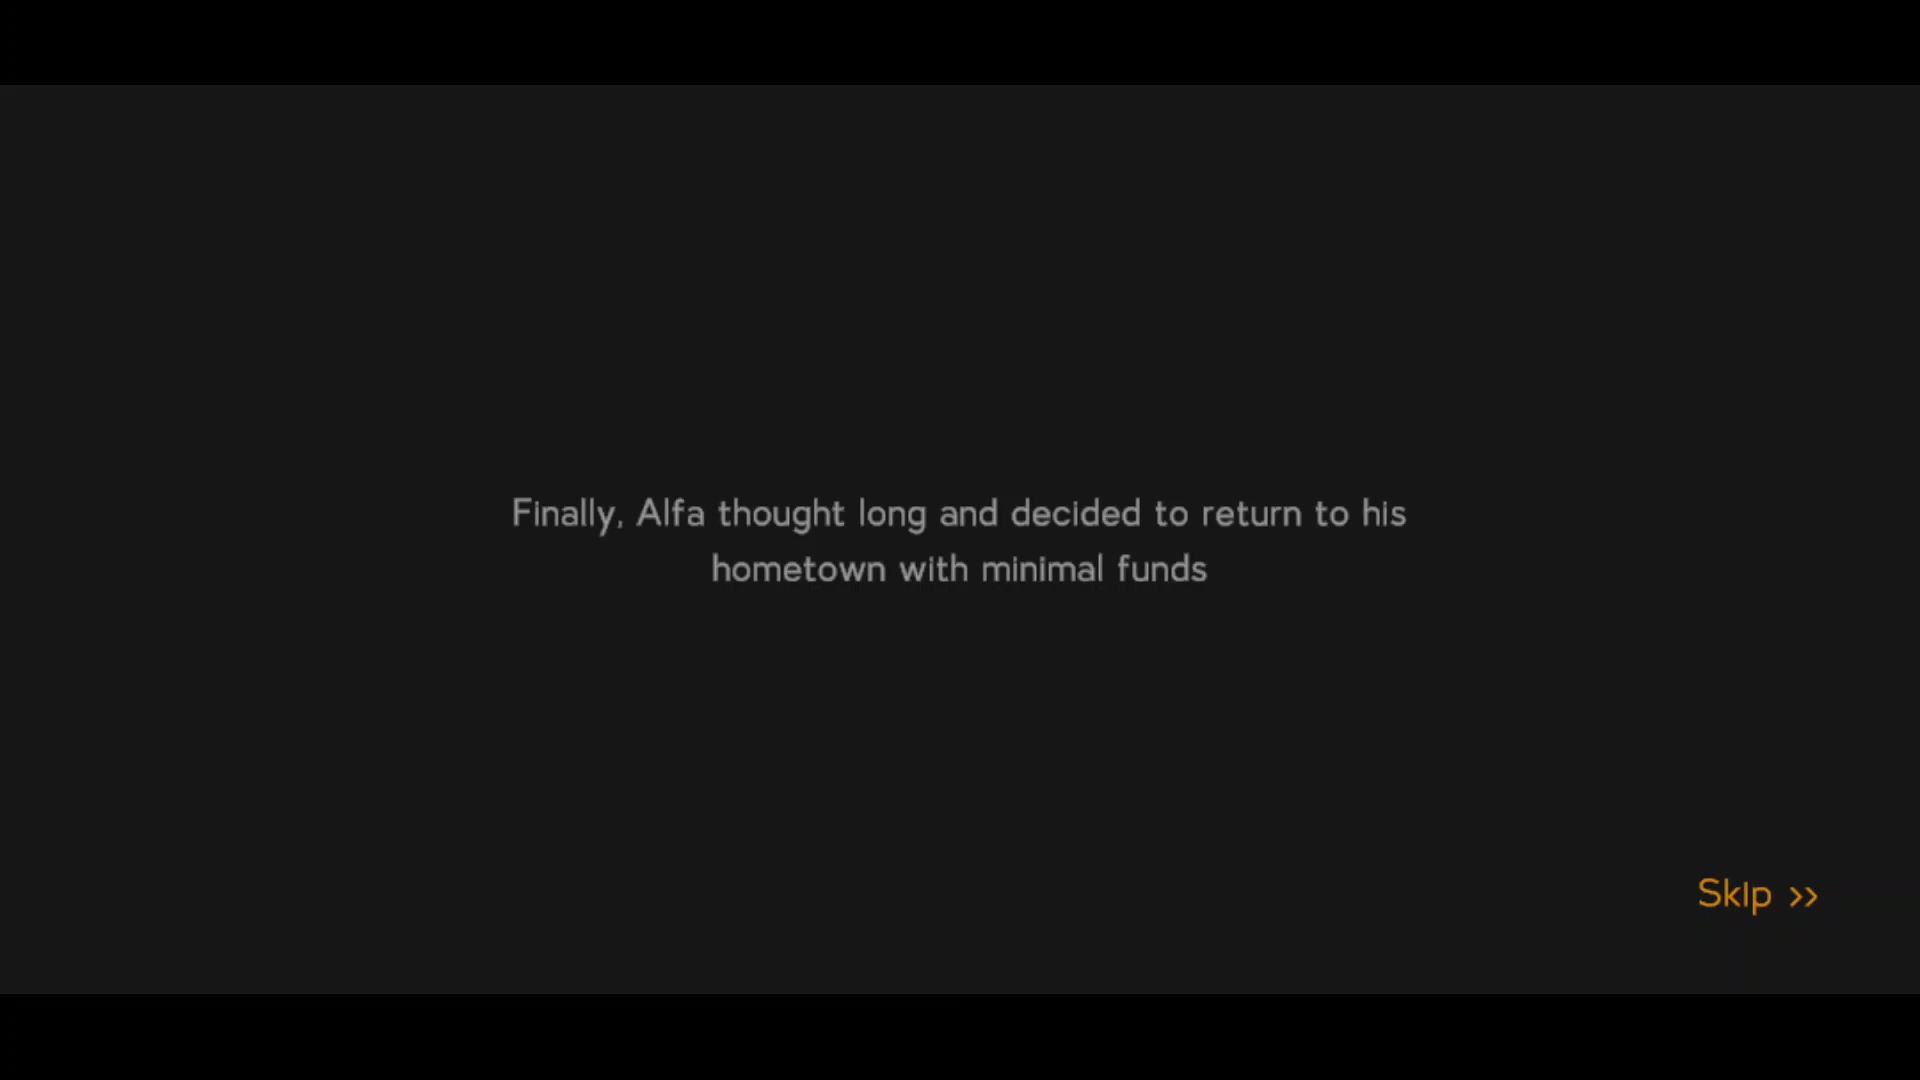 Finally, Alfa thought long and decided to return to his
hometown with minimal funds
SkIp >>